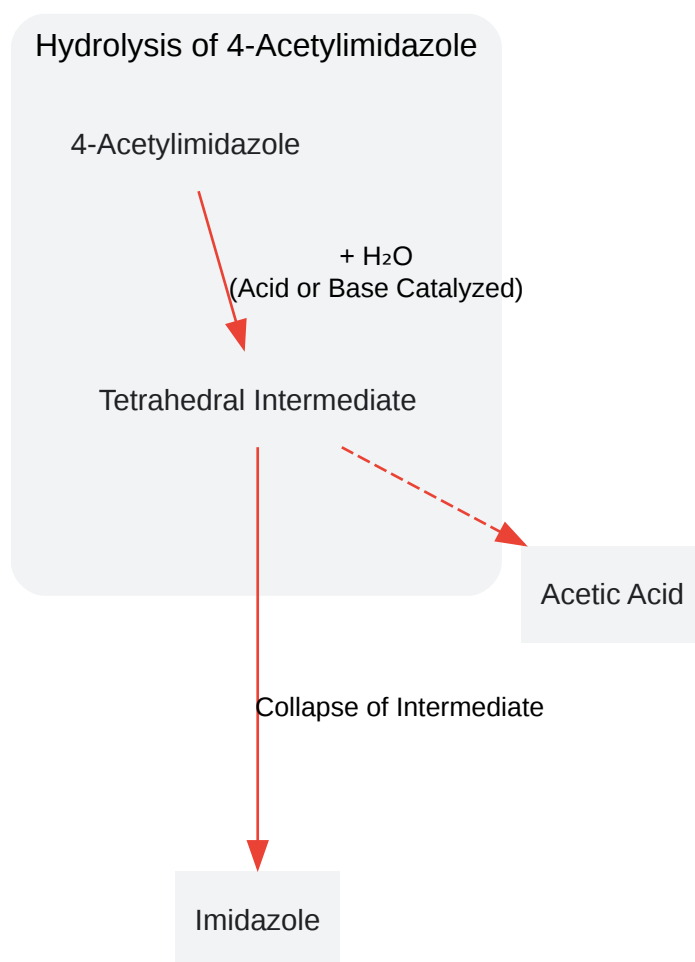 Hydrolysis of 4-Acetylimidazole
4-Acetylimidazole
+ H₂O
(Acid or Base Catalyzed)
Tetrahedral Intermediate
Acetic Acid
Collapse of Intermediate
Imidazole